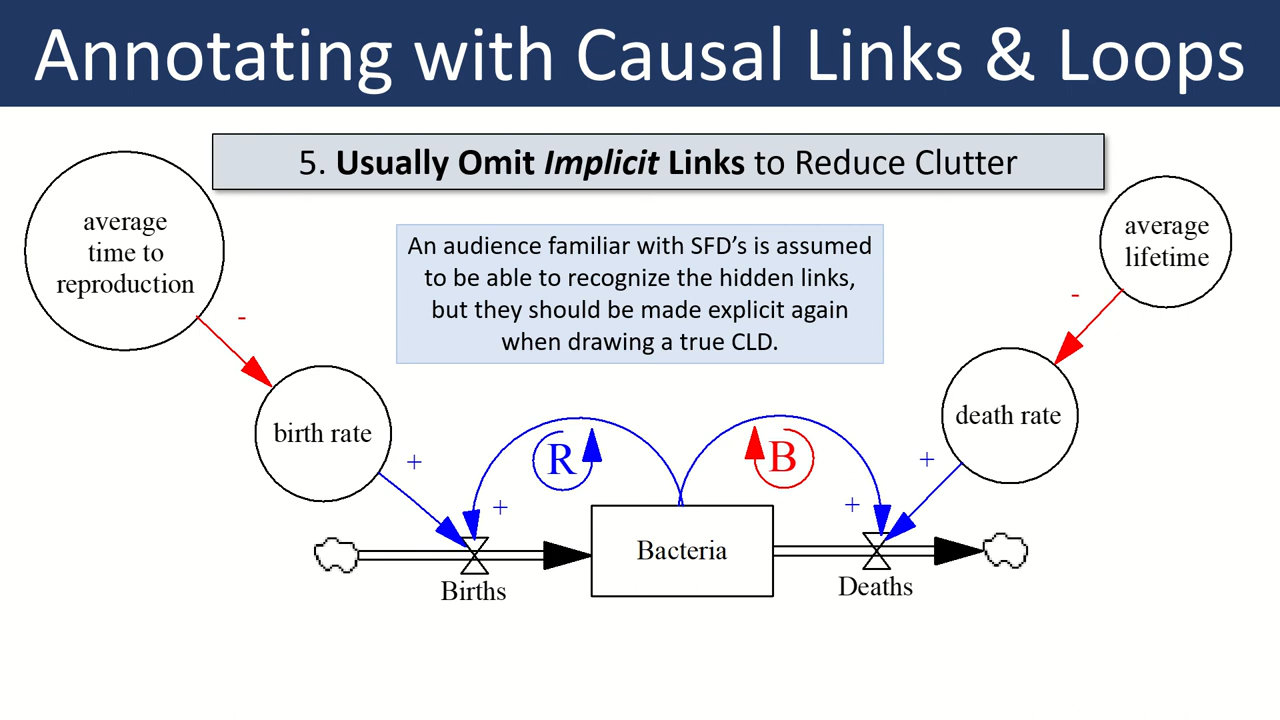 Annotating with Causal Links & Loops
5. Usually Omit Implicit Links to Reduce Clutter
average
time to
reproduction
An audience familiar with SFD's is assumed
to be able to recognize the hidden links,
but they should be made explicit again
when drawing a true CLD.
average
lifetime
-
-
birth rate
death rate
+
R
B
+
+
+
Bacteria
Births
Deaths